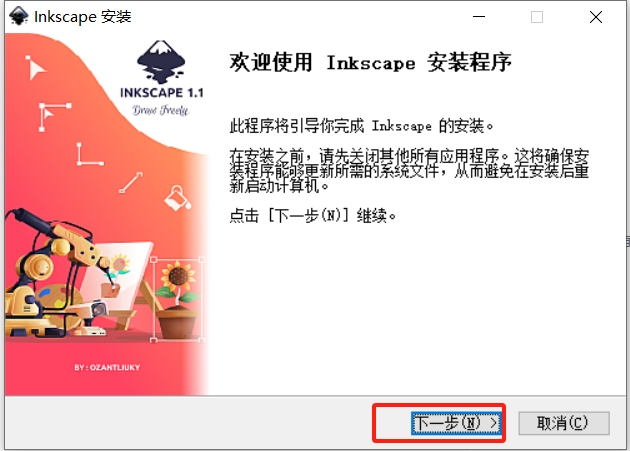 Inkscape 安装
INKSCAPE 1.1
Draw Freely.
欢迎使用 Inkscape 安装程序
此程序将引导你完成 Inkscape 的安装。
在安装之前，请先关闭其他所有应用程序。这将确保安
装程序能够更新所需的系统文件，从而避免在安装后重
新启动计算机。
点击 [下一步(N)] 继续。
BY : OZANTLIUKY
下一步(N) >
取消(C)